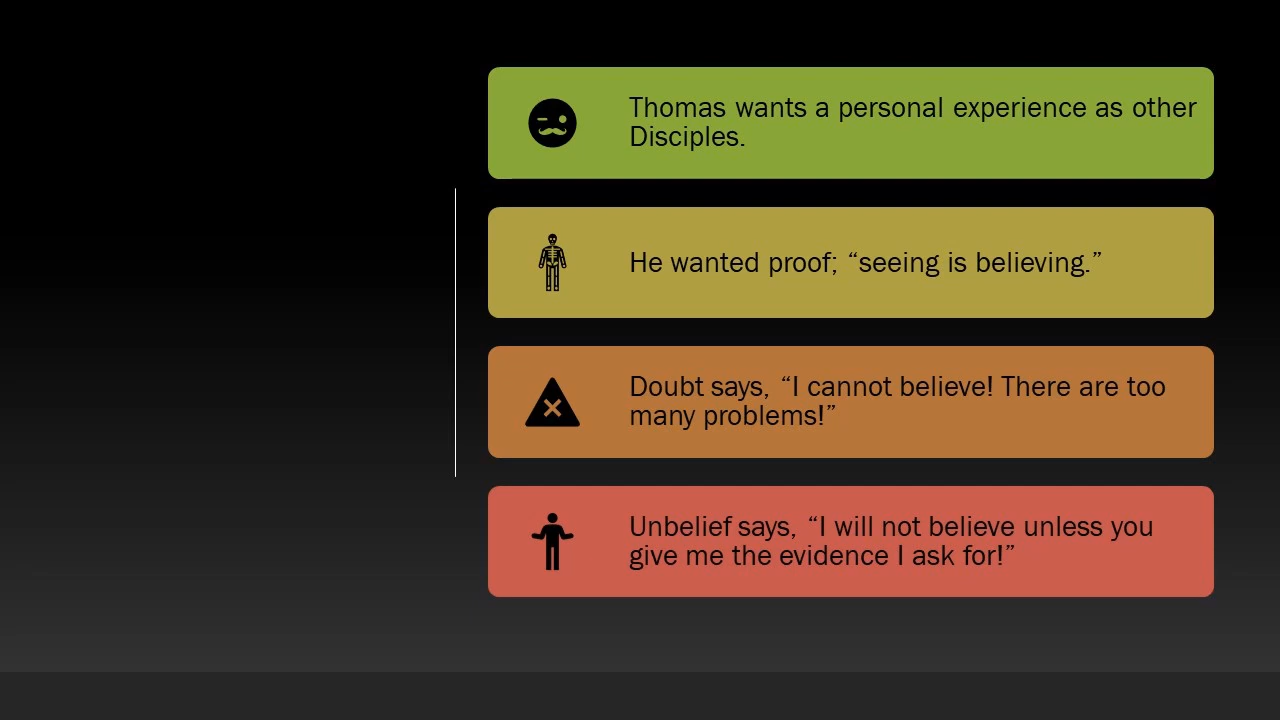 Thomas wants a personal experience as other
Disciples.
He wanted proof; “seeing is believing.”
Doubt says, “I cannot believe! There are too
many problems!”
Unbelief says, “I will not believe unless you
give me the evidence I ask for!”